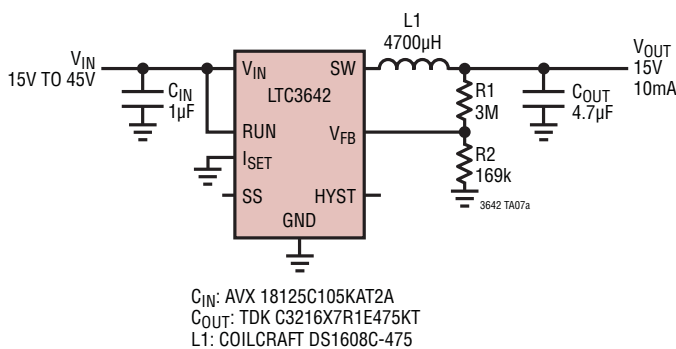 L1
4700µH
VIN
15V TO 45V
CIN
1µF
VIN
SW
LTC3642
RUN
VFB
ISET
SS
HYST
GND
R1
3M
R2
169k
COUT
4.7µF
VOUT
15V
10mA
3642 TA07a
CIN: AVX 18125C105KAT2A
COUT: TDK C3216X7R1E475KT
L1: COILCRAFT DS1608C-475